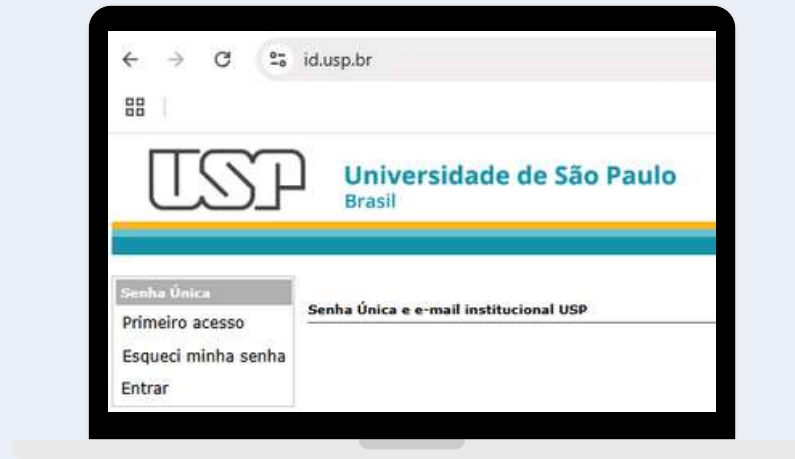 id.usp.br
USP
Universidade de São Paulo
Brasil
Senha Única
Primeiro acesso
Esqueci minha senha
Entrar
Senha Única e e-mail institucional USP